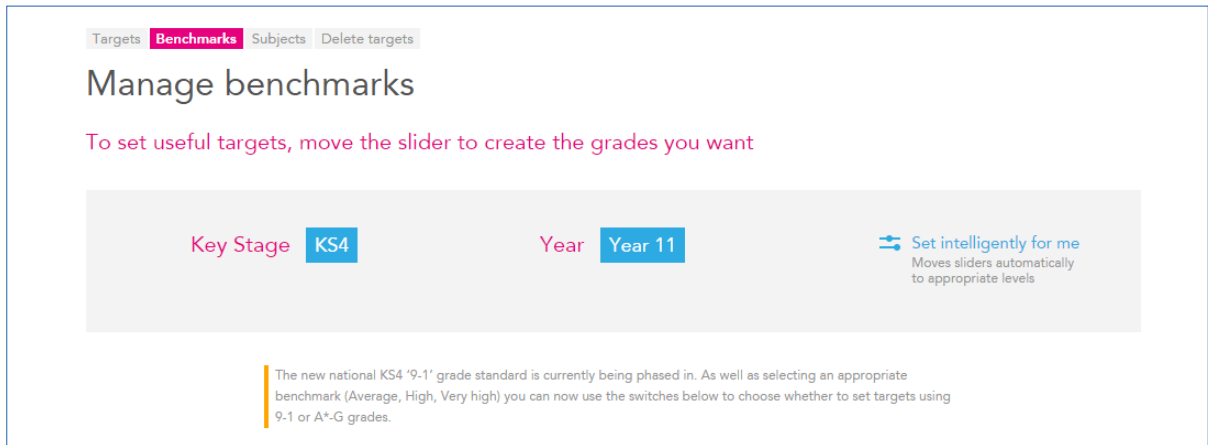 Targets Benchmarks Subjects Delete targets
Manage benchmarks
To set useful targets, move the slider to create the grades you want
Key Stage KS4 Year Year 11 Set intelligently for me
Moves sliders automatically
to appropriate levels
The new national KS4 '9-1' grade standard is currently being phased in. As well as selecting an appropriate
benchmark (Average, High, Very high) you can now use the switches below to choose whether to set targets using
9-1 or A*-G grades.